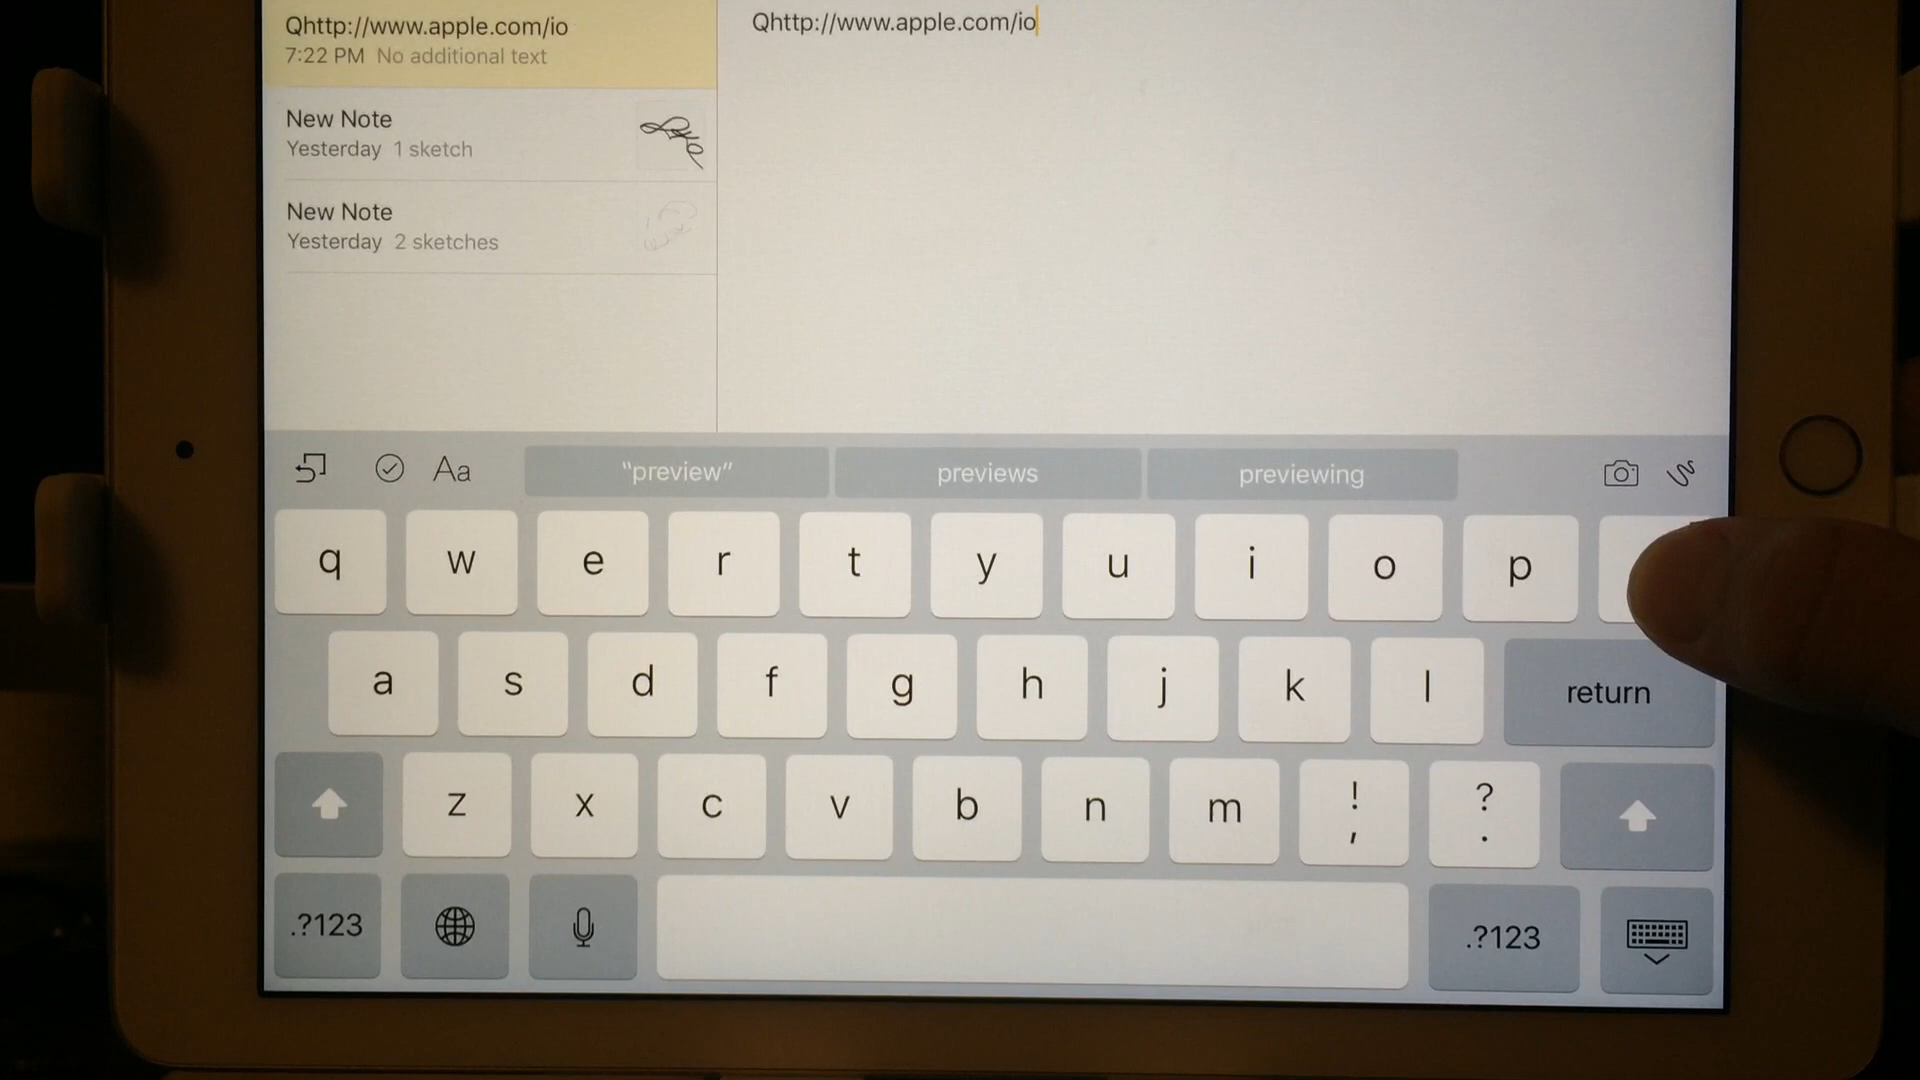 Qhttp://www.apple.com/io
7:22 PM No additional text
New Note
Yesterday 1 sketch
New Note
Yesterday 2 sketches
Qhttp://www.apple.com/io
Aa "preview" previews previewing
q w e r t y u i o p
a s d f g h j k l return
z x c v b n m ! , ? .
.?123 .?123